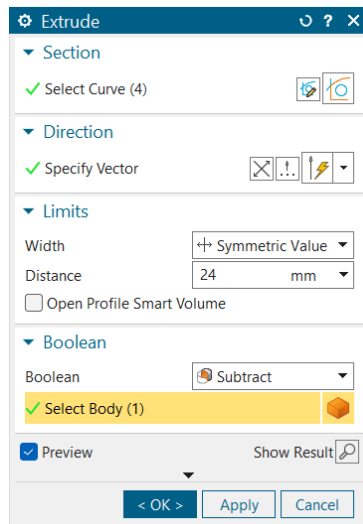 Extrude ? ×
Section
Select Curve (4)
Direction
Specify Vector
Limits
Width Symmetric Value
Distance 24 mm
Open Profile Smart Volume
Boolean
Boolean Subtract
Select Body (1)
Preview Show Result
< OK > Apply Cancel